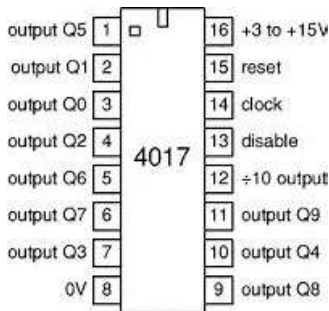 output Q5 1 16 +3 to +15V
output Q1 2 15 reset
output Q0 3 14 clock
output Q2 4 13 disable
4017
output Q6 5 12 ÷10 output
output Q7 6 11 output Q9
output Q3 7 10 output Q4
0V 8 9 output Q8